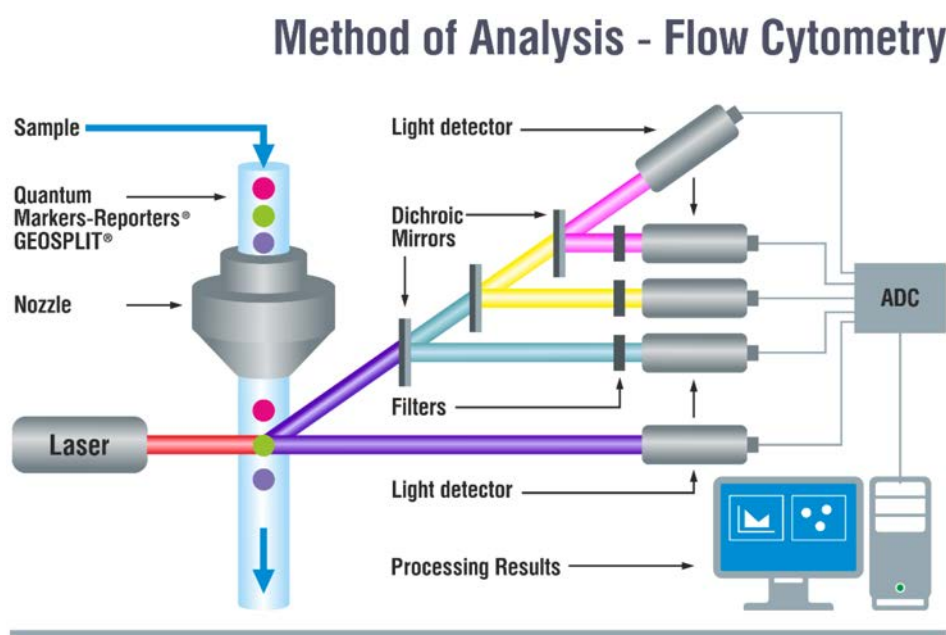 Method of Analysis - Flow Cytometry
Sample
Quantum
Markers-Reporters®
GEOSPLIT®
Nozzle
Laser
Light detector
Dichroic
Mirrors
Filters
Light detector
Processing Results
ADC